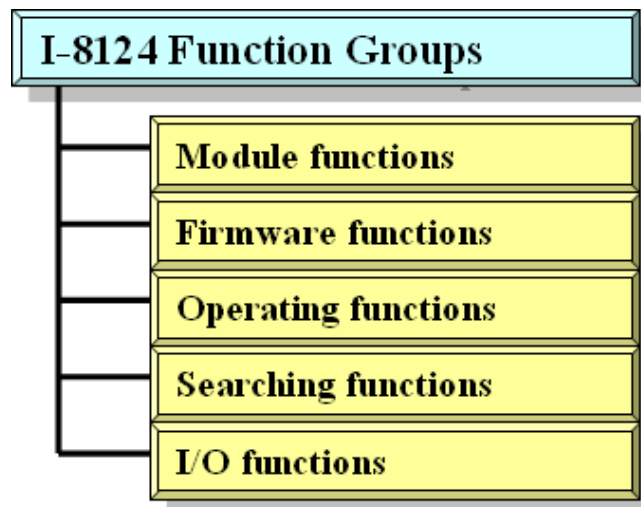 I-8124 Function Groups
Module functions
Firmware functions
Operating functions
Searching functions
I/O functions